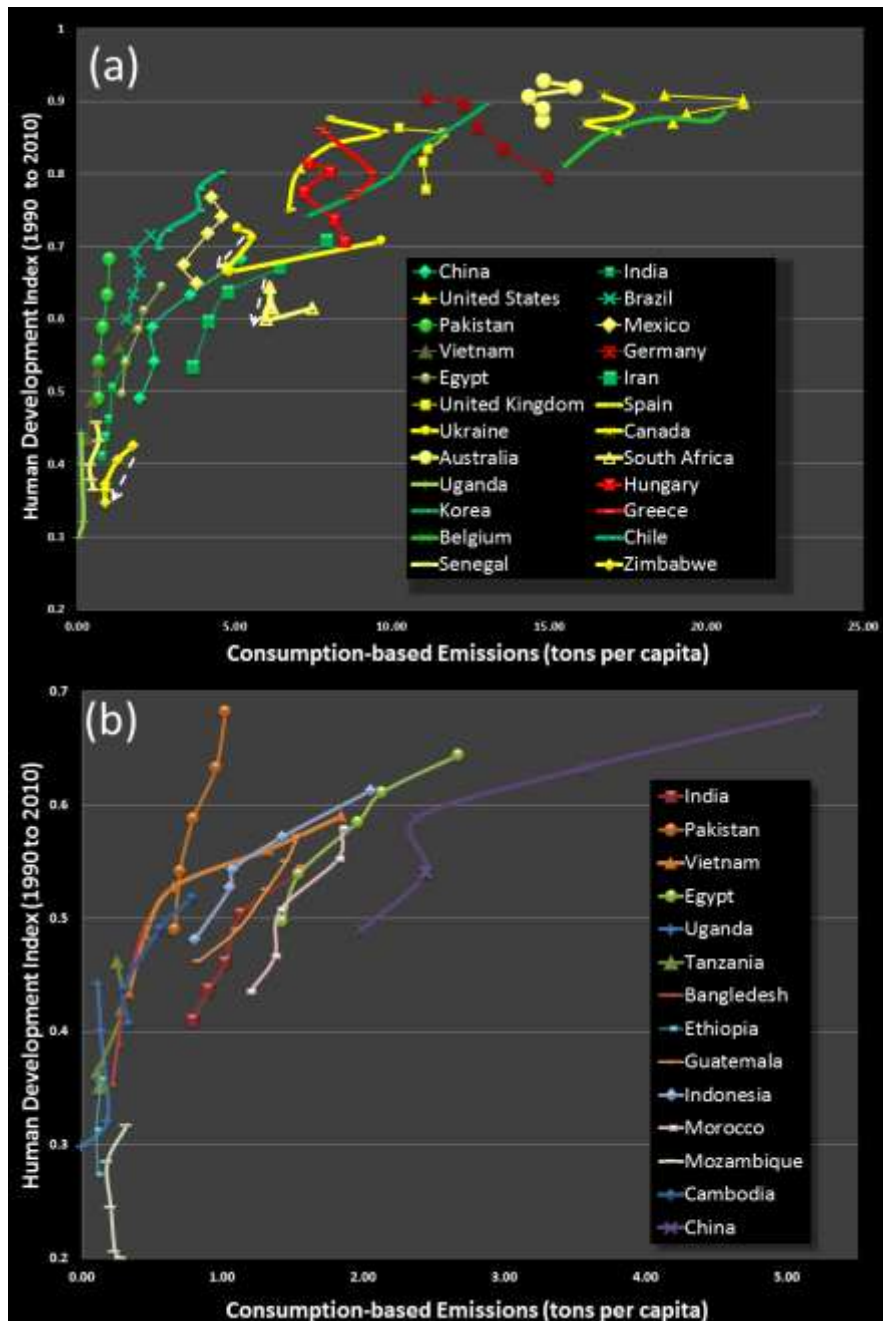 (a)
Human Development Index (1990 to 2010)
1
0.9
0.8
0.7
0.6
0.5
0.4
0.3
0.2
0.00 5.00 10.00 15.00 20.00 25.00
Consumption-based Emissions (tons per capita)
China India
United States Brazil
Pakistan Mexico
Vietnam Germany
Egypt Iran
United Kingdom Spain
Ukraine Canada
Australia South Africa
Uganda Hungary
Korea Greece
Belgium Chile
Senegal Zimbabwe
(b)
Human Development Index (1990 to 2010)
0.7
0.6
0.5
0.4
0.3
0.2
0.00 1.00 2.00 3.00 4.00 5.00
Consumption-based Emissions (tons per capita)
India
Pakistan
Vietnam
Egypt
Uganda
Tanzania
Bangledesh
Ethiopia
Guatemala
Indonesia
Morocco
Mozambique
Cambodia
China